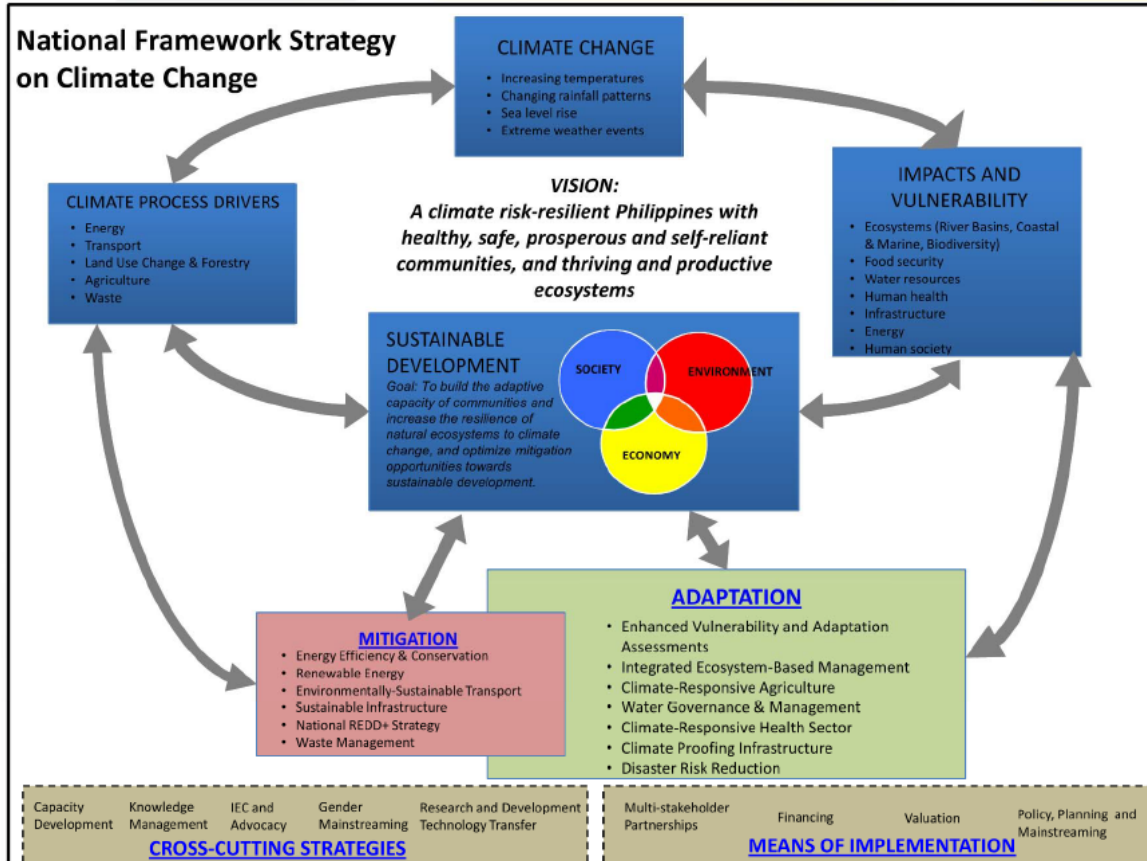 National Framework Strategy
on Climate Change
CLIMATE CHANGE
• Increasing temperatures
• Changing rainfall patterns
• Sea level rise
• Extreme weather events
CLIMATE PROCESS DRIVERS
• Energy
• Transport
• Land Use Change & Forestry
• Agriculture
• Waste
VISION:
A climate risk-resilient Philippines with
healthy, safe, prosperous and self-reliant
communities, and thriving and productive
ecosystems
IMPACTS AND
VULNERABILITY
• Ecosystems (River Basins, Coastal
& Marine, Biodiversity)
• Food security
• Water resources
• Human health
• Infrastructure
• Energy
• Human society
SUSTAINABLE
DEVELOPMENT
Goal: To build the adaptive
capacity of communities and
increase the resilience of
natural ecosystems to climate
change, and optimize mitigation
opportunities towards
sustainable development.
SOCIETY
ENVIRONMENT
ECONOMY
MITIGATION
• Energy Efficiency & Conservation
• Renewable Energy
• Environmentally-Sustainable Transport
• Sustainable Infrastructure
• National REDD+ Strategy
• Waste Management
ADAPTATION
• Enhanced Vulnerability and Adaptation
Assessments
• Integrated Ecosystem-Based Management
• Climate-Responsive Agriculture
• Water Governance & Management
• Climate-Responsive Health Sector
• Climate Proofing Infrastructure
• Disaster Risk Reduction
Capacity
Development
Knowledge
Management
IEC and
Advocacy
Gender
Mainstreaming
Research and Development
Technology Transfer
CROSS-CUTTING STRATEGIES
Multi-stakeholder
Partnerships
Financing
Valuation
Policy, Planning and
Mainstreaming
MEANS OF IMPLEMENTATION